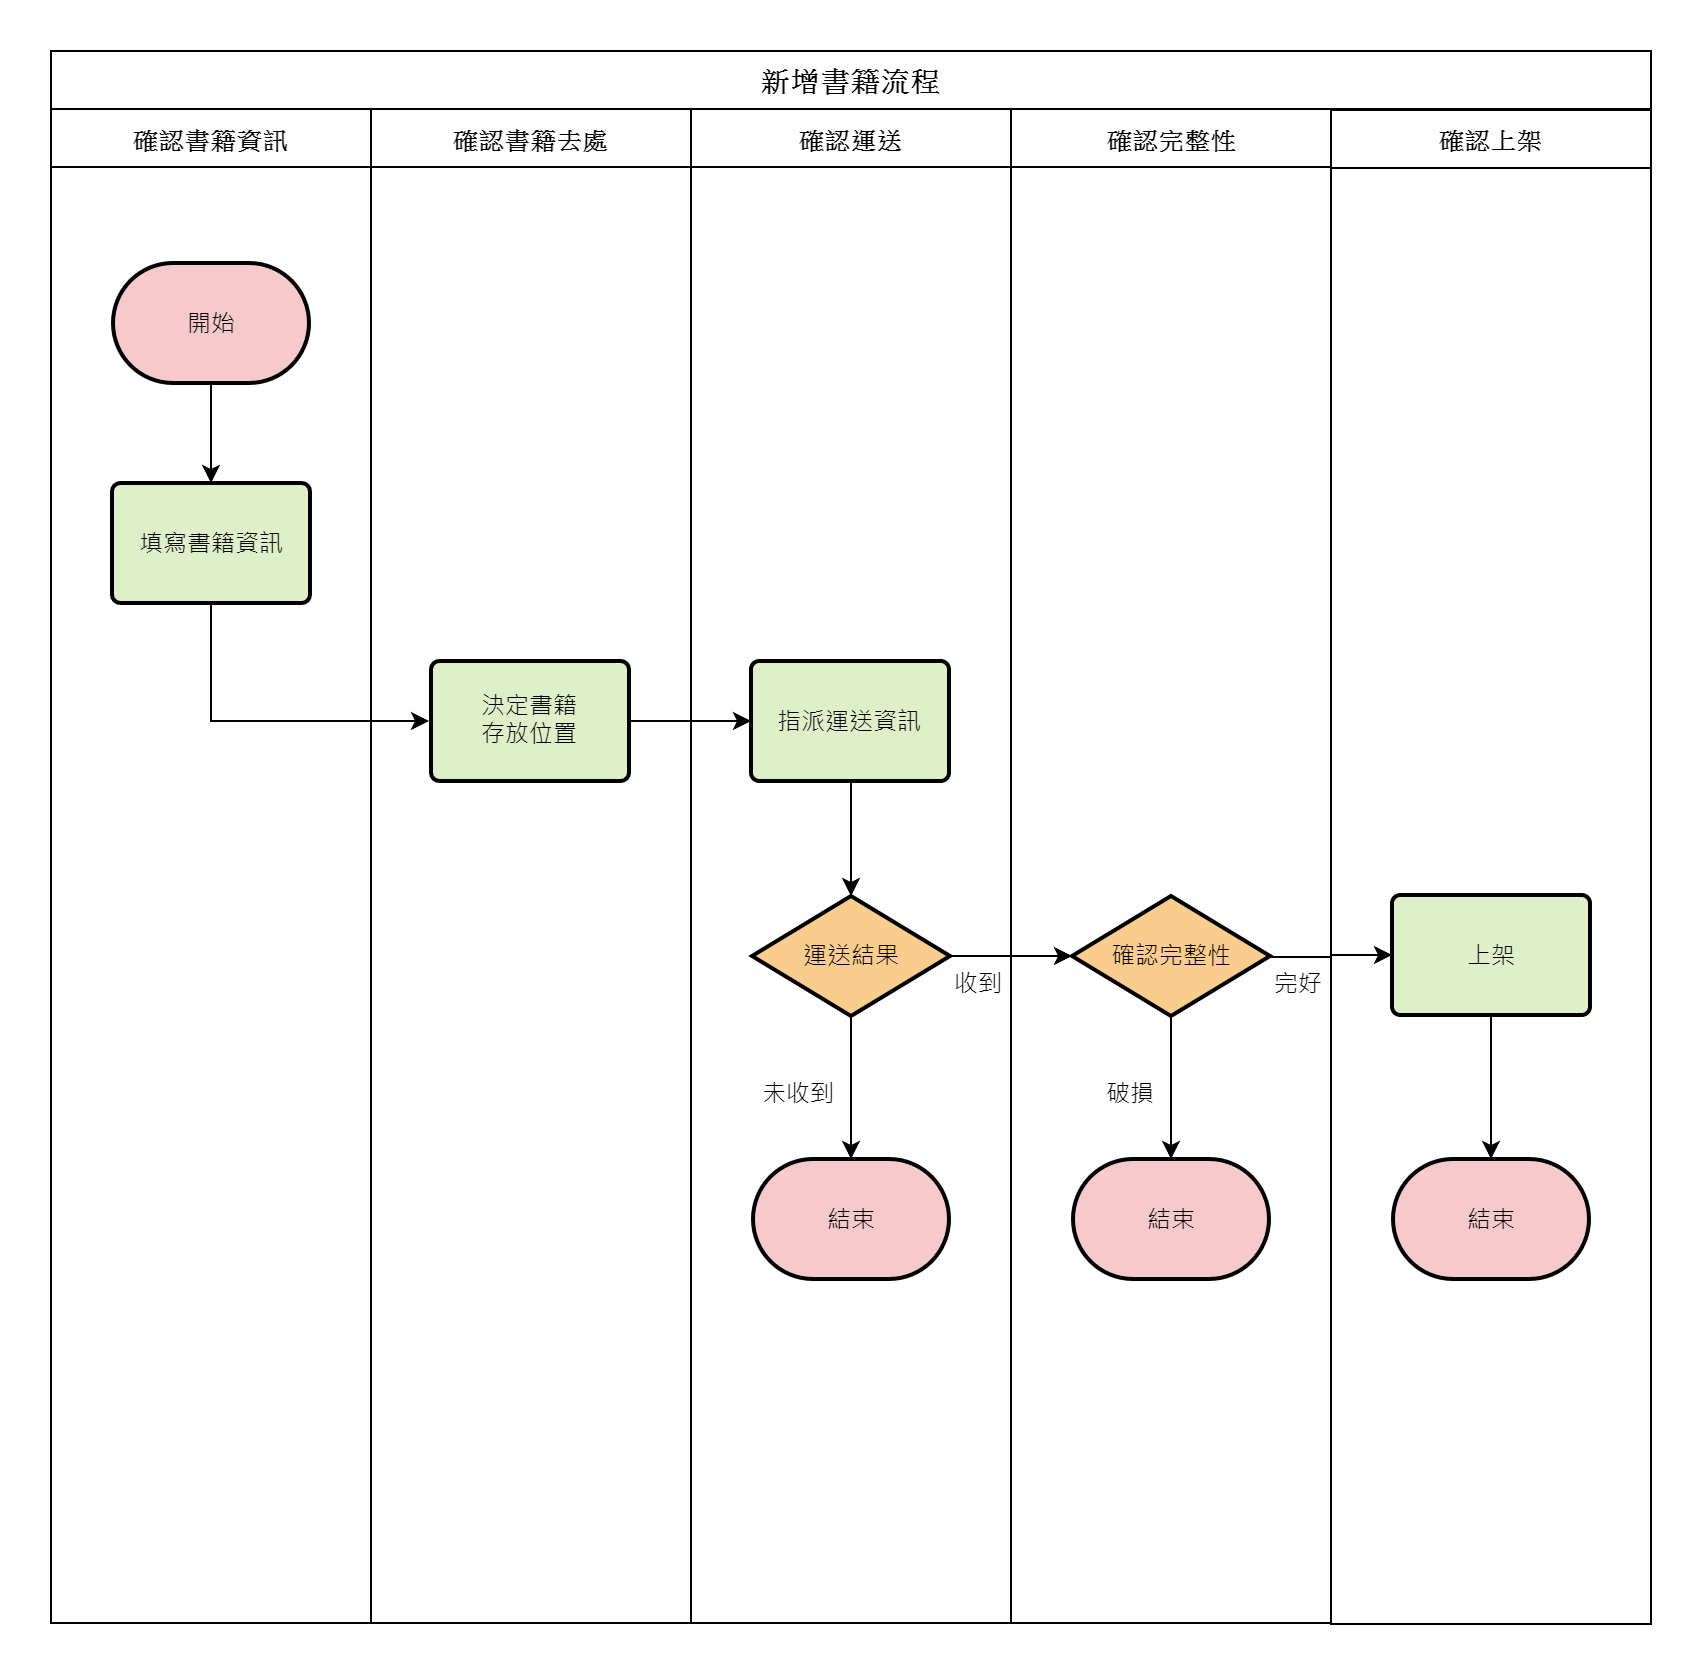 新增書籍流程
確認書籍資訊
確認書籍去處
確認運送
確認完整性
確認上架
開始
填寫書籍資訊
決定書籍
存放位置
指派運送資訊
運送結果
收到
確認完整性
完好
上架
未收到
破損
結束
結束
結束